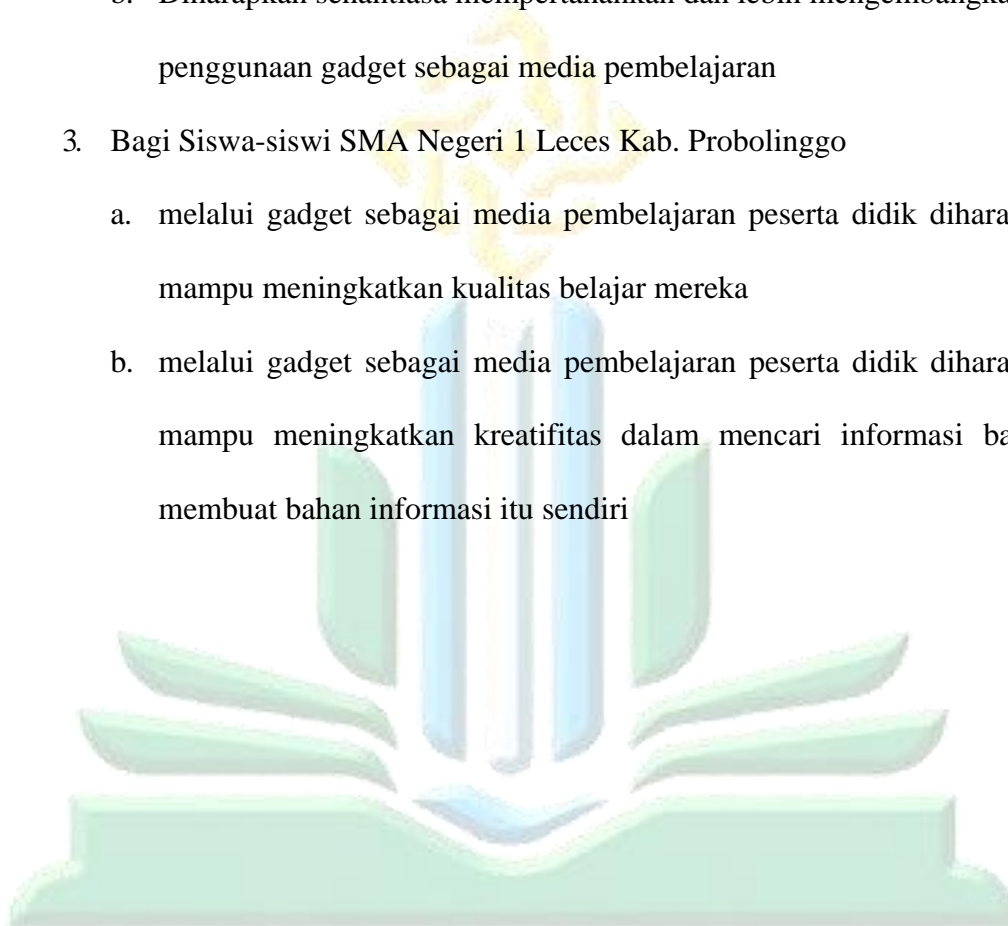 penggunaan gadget sebagai media pembelajaran
3. Bagi Siswa-siswi SMA Negeri 1 Leces Kab. Probolinggo
a. melalui gadget sebagai media pembelajaran peserta didik dihara
mampu meningkatkan kualitas belajar mereka
b. melalui gadget sebagai media pembelajaran peserta didik dihara
mampu meningkatkan kreatifitas dalam mencari informasi ba
membuat bahan informasi itu sendiri